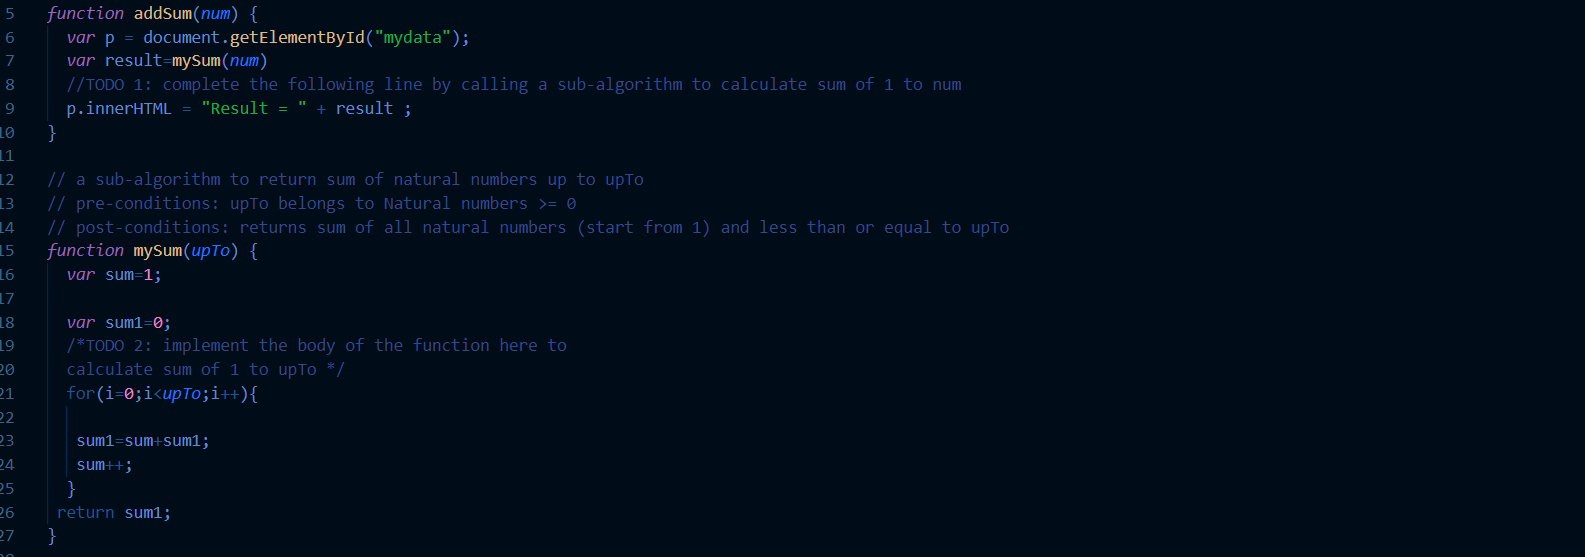 5 function addSum(num) {
6 var p = document.getElementById("mydata");
7 var result=mySum(num)
8 //TODO 1: complete the following line by calling a sub-algorithm to calculate sum of 1 to num
9 p.innerHTML = "Result = " + result ;
10 }
11
12 // a sub-algorithm to return sum of natural numbers up to upTo
13 // pre-conditions: upTo belongs to Natural numbers >= 0
14 // post-conditions: returns sum of all natural numbers (start from 1) and less than or equal to upTo
15 function mySum(upTo) {
16 var sum=1;
17
18 var sum1=0;
19 /*TODO 2: implement the body of the function here to
20 calculate sum of 1 to upTo */
21 for(i=0;i<upTo;i++){
22
23 sum1=sum+sum1;
24 sum++;
25 }
26 return sum1;
27 }